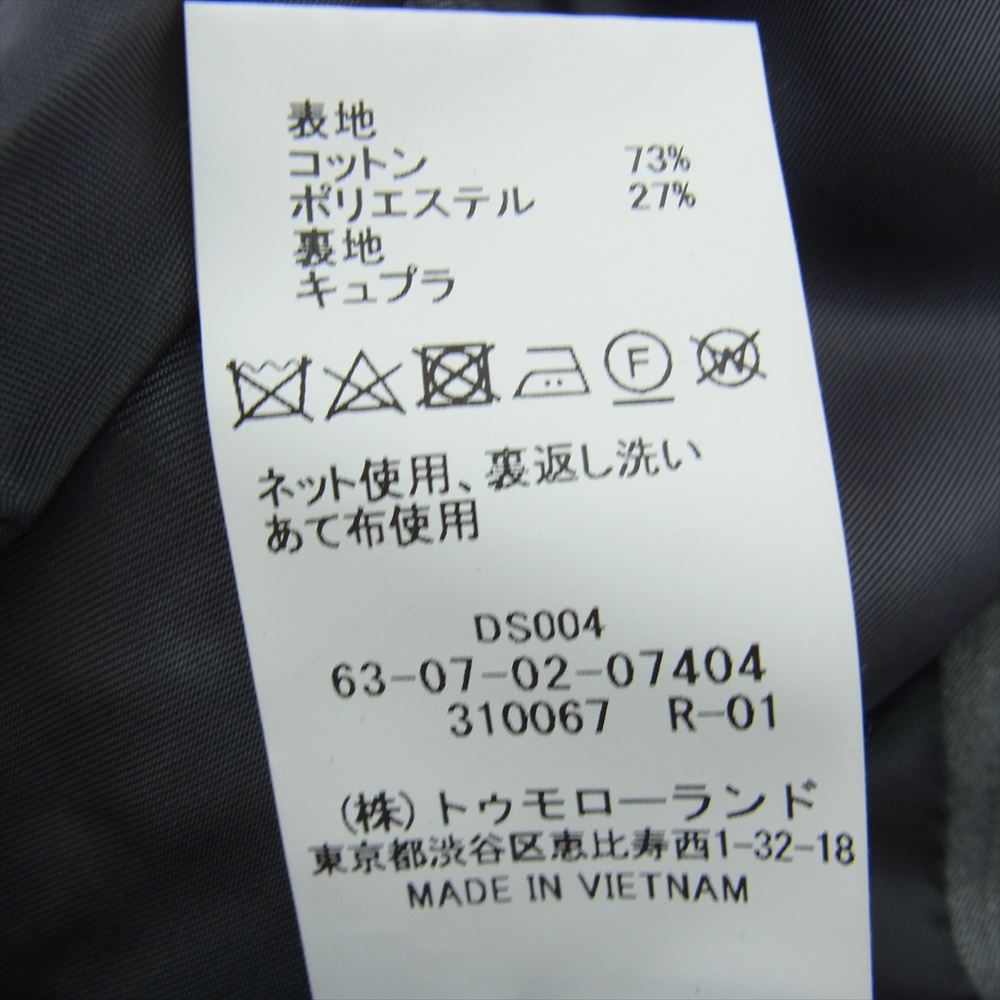 表地
コットン 73%
ポリエステル 27%
裏地
キュプラ
F W
ネット使用、裏返し洗い
あて布使用
DS004
63-07-02-07404
310067 R-01
(株)トゥモローランド
東京都渋谷区恵比寿西1-32-18
MADE IN VIETNAM